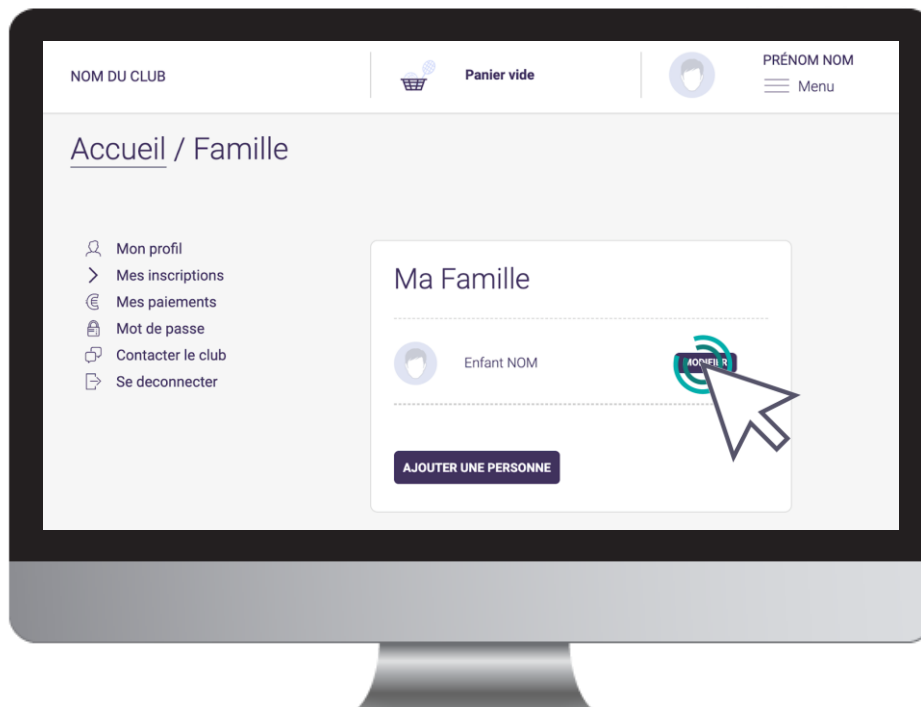 NOM DU CLUB
Panier vide
PRÉNOM NOM
Menu
Accueil / Famille
Mon profil
Mes inscriptions
Mes paiements
Mot de passe
Contacter le club
Se deconnecter
Ma Famille
Enfant NOM
MODIFIER
AJOUTER UNE PERSONNE